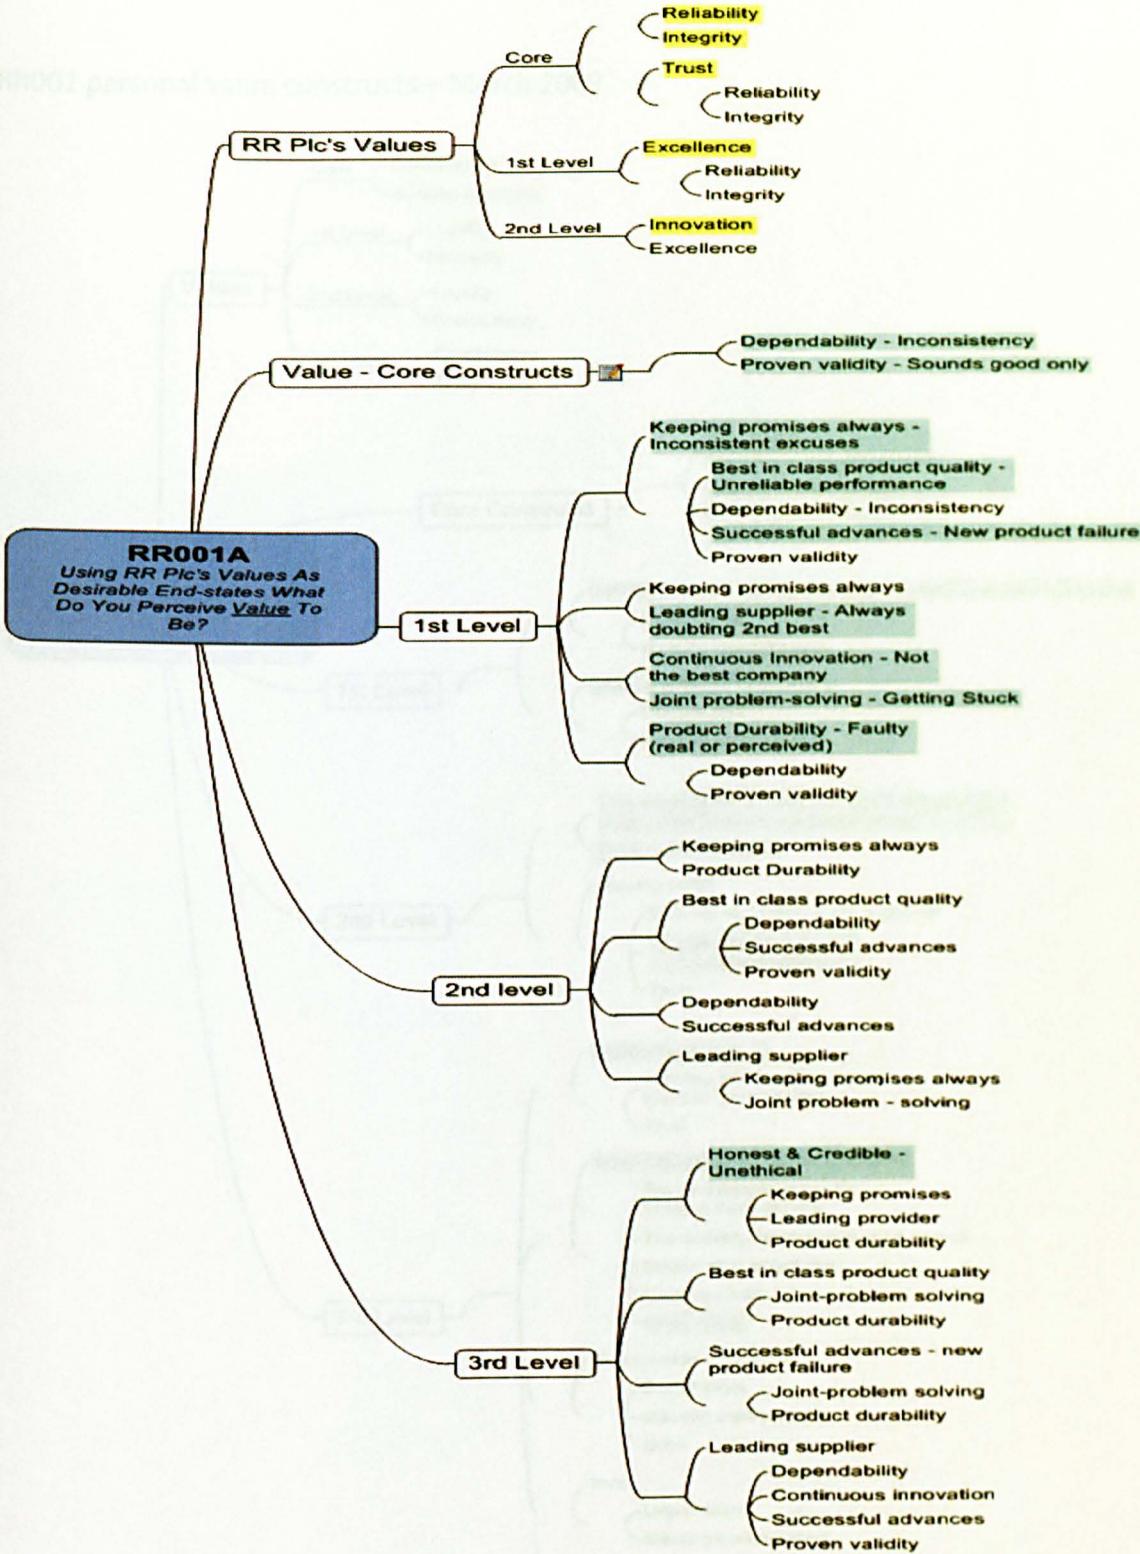 Reliability
Integrity
Core
Trust
Reliability
Integrity
RR Plc's Values
Excellence
1st Level
Reliability
Integrity
2nd Level
Innovation
Excellence
Value - Core Constructs
Dependability - Inconsistency
Proven validity - Sounds good only
Keeping promises always -
Inconsistent excuses
Best in class product quality -
Unreliable performance
Dependability - Inconsistency
Successful advances - New product failure
Proven validity
RR001A
Using RR Plc's Values As
Desirable End-states What
Do You Perceive Value To
Be?
1st Level
Keeping promises always
Leading supplier - Always
doubting 2nd best
Continuous Innovation - Not
the best company
Joint problem-solving - Getting Stuck
Product Durability - Faulty
(real or perceived)
Dependability
Proven validity
2nd level
Keeping promises always
Product Durability
Best in class product quality
Dependability
Successful advances
Proven validity
Dependability
Successful advances
Leading supplier
Keeping promises always
Joint problem - solving
3rd Level
Honest & Credible -
Unethical
Keeping promises
Leading provider
Product durability
Best in class product quality
Joint-problem solving
Product durability
Successful advances - new
product failure
Joint-problem solving
Product durability
Leading supplier
Dependability
Continuous innovation
Successful advances
Proven validity